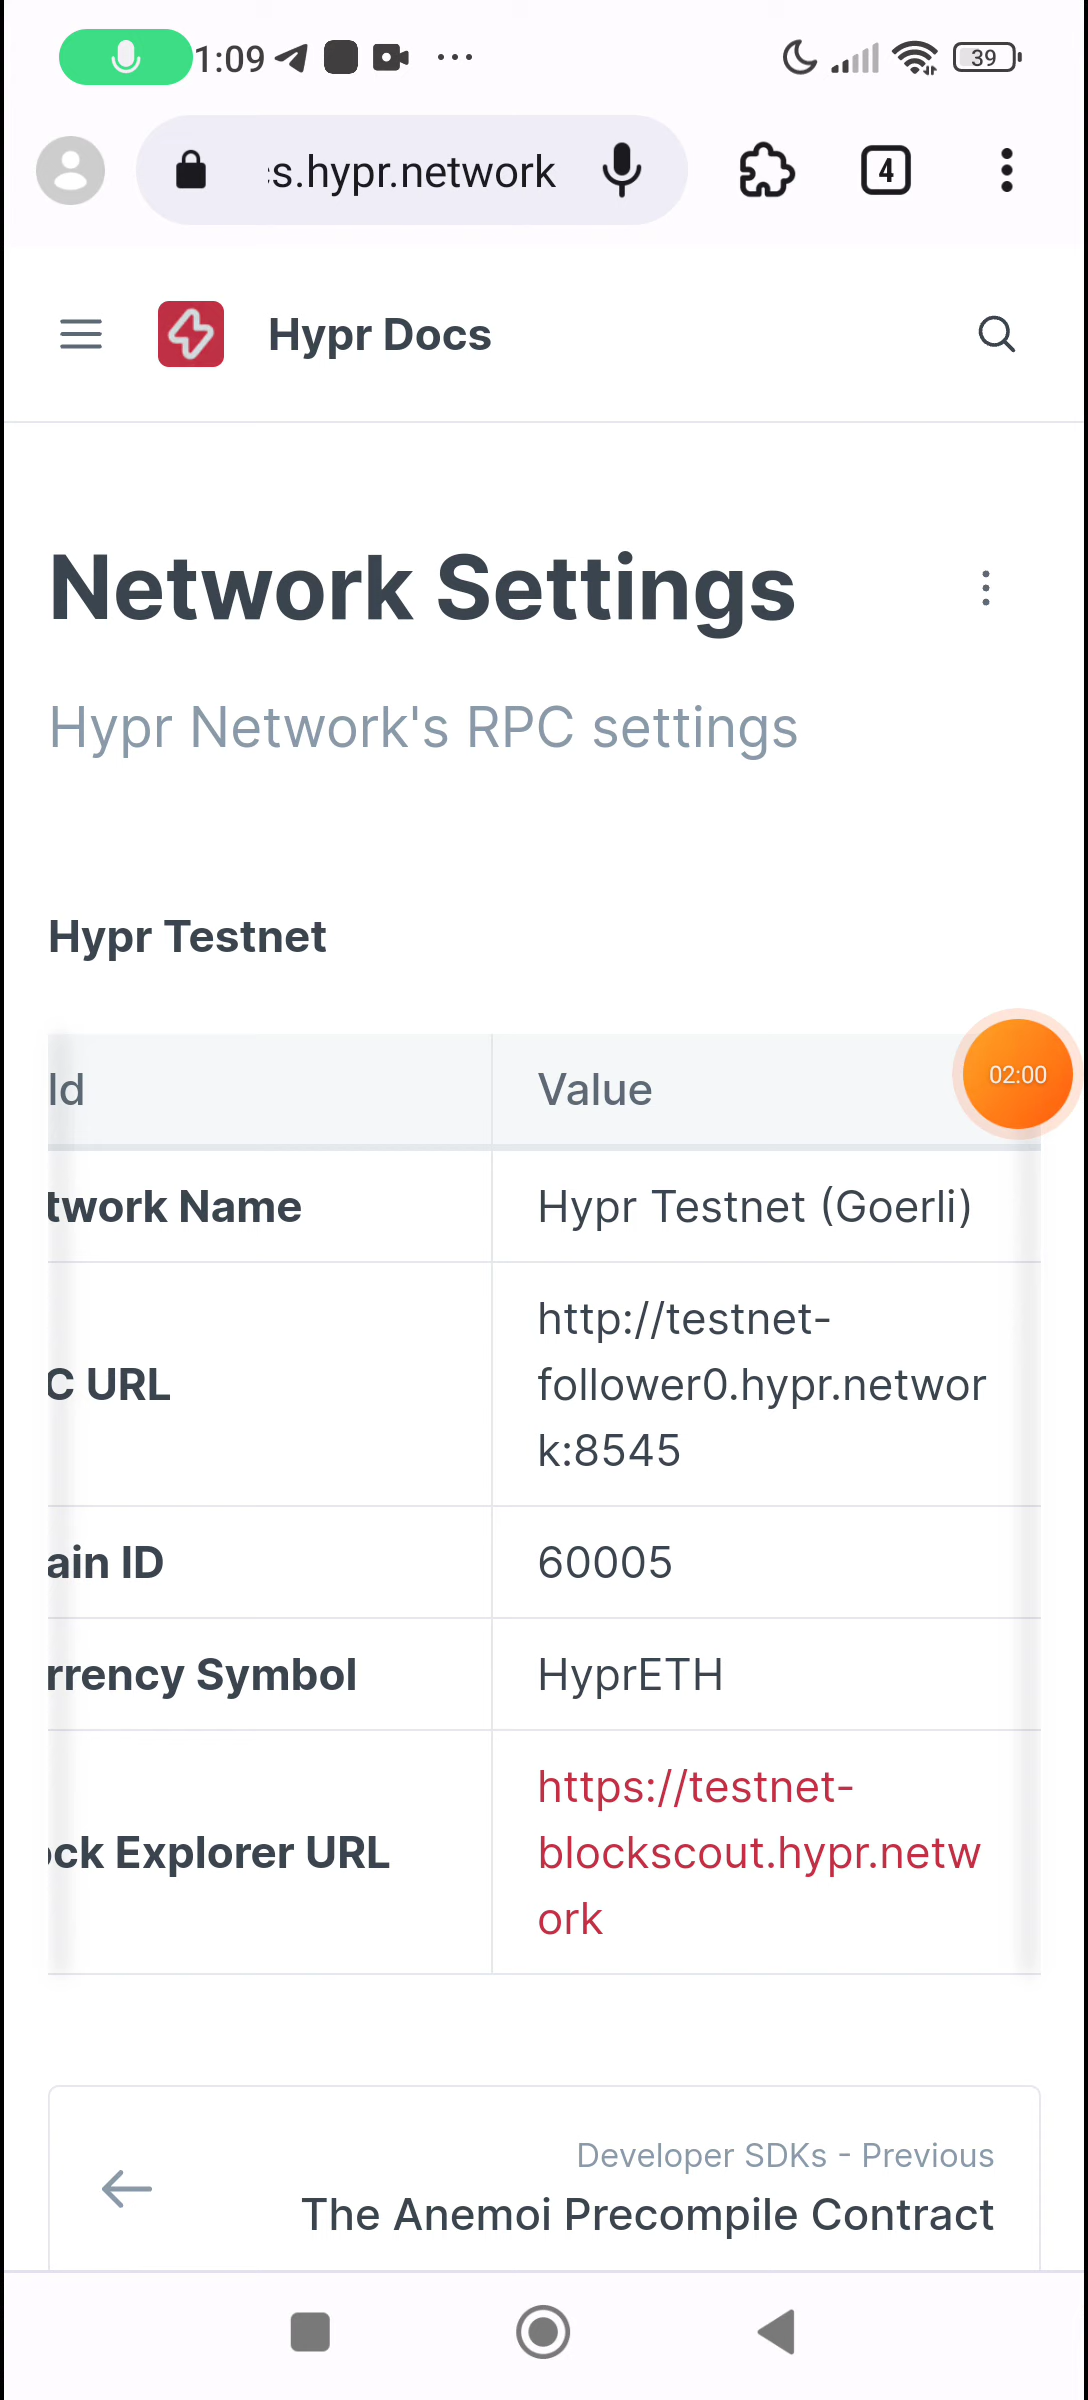 1:09
39
s.hypr.network
4
Hypr Docs
Network Settings
Hypr Network's RPC settings
Hypr Testnet
ld Value
02:00
twork Name Hypr Testnet (Goerli)
C URL http://testnet-
follower0.hypr.networ
k:8545
ain ID 60005
rrency Symbol HyprETH
ock Explorer URL https://testnet-
blockscout.hypr.netw
ork
Developer SDKs - Previous
The Anemoi Precompile Contract